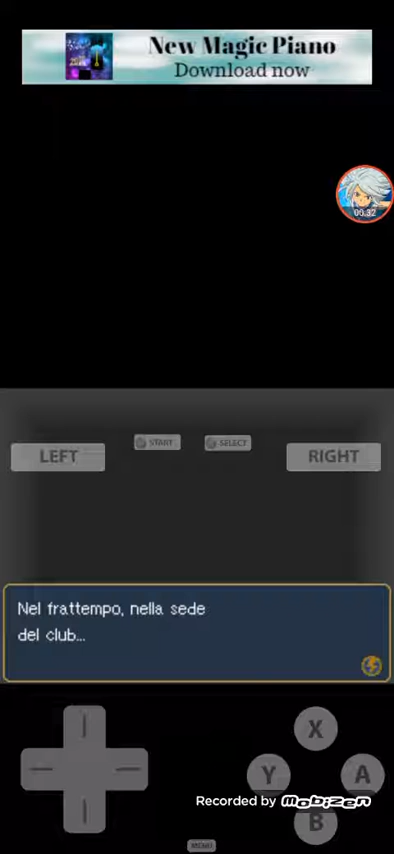 New Magic Piano
Download now
00:32
LEFT
START
SELECT
RIGHT
Nel frattempo, nella sede
del club...
X
Y
A
Recorded by Mobizen
B
MENU